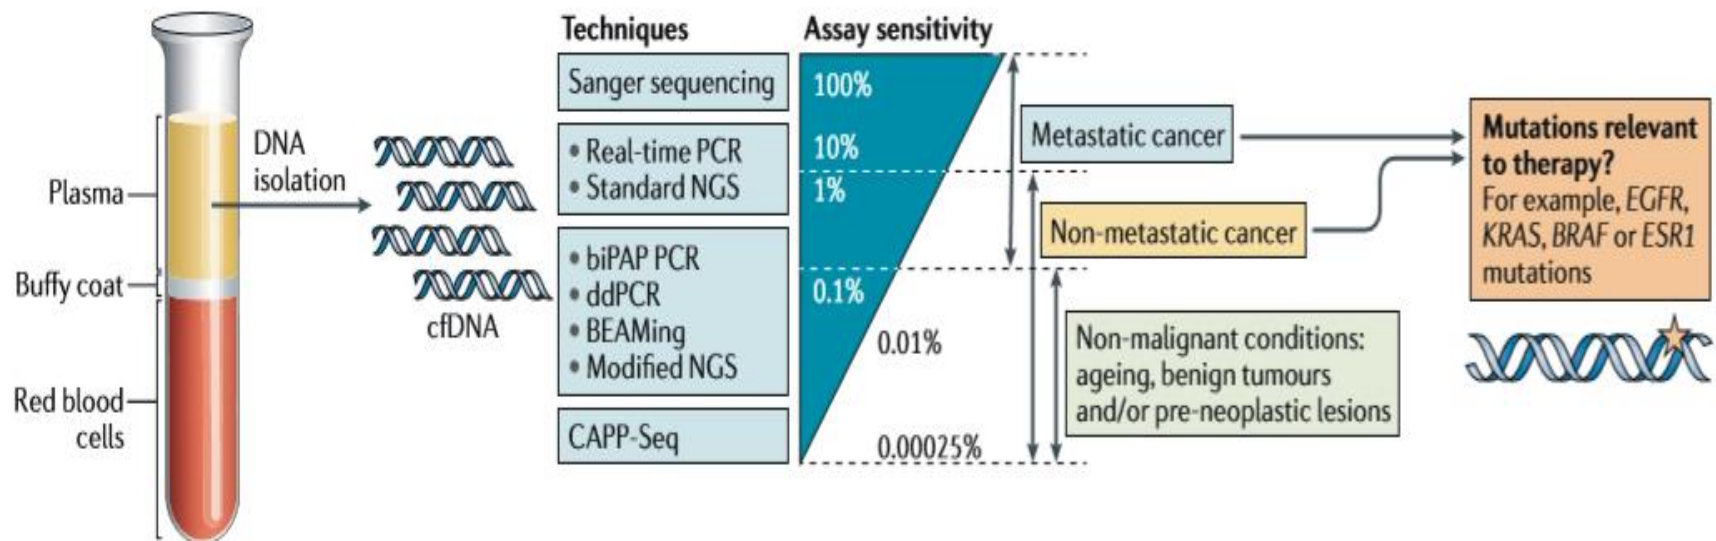 Plasma
Buffy coat
Red blood
cells
DNA
isolation
cfDNA
Techniques
Sanger sequencing
• Real-time PCR
• Standard NGS
• biPAP PCR
• ddPCR
• BEAMing
• Modified NGS
CAPP-Seq
Assay sensitivity
100%
10%
1%
0.1%
0.01%
0.00025%
Metastatic cancer
Non-metastatic cancer
Non-malignant conditions:
ageing, benign tumours
and/or pre-neoplastic lesions
Mutations relevant
to therapy?
For example, EGFR,
KRAS, BRAF or ESR1
mutations